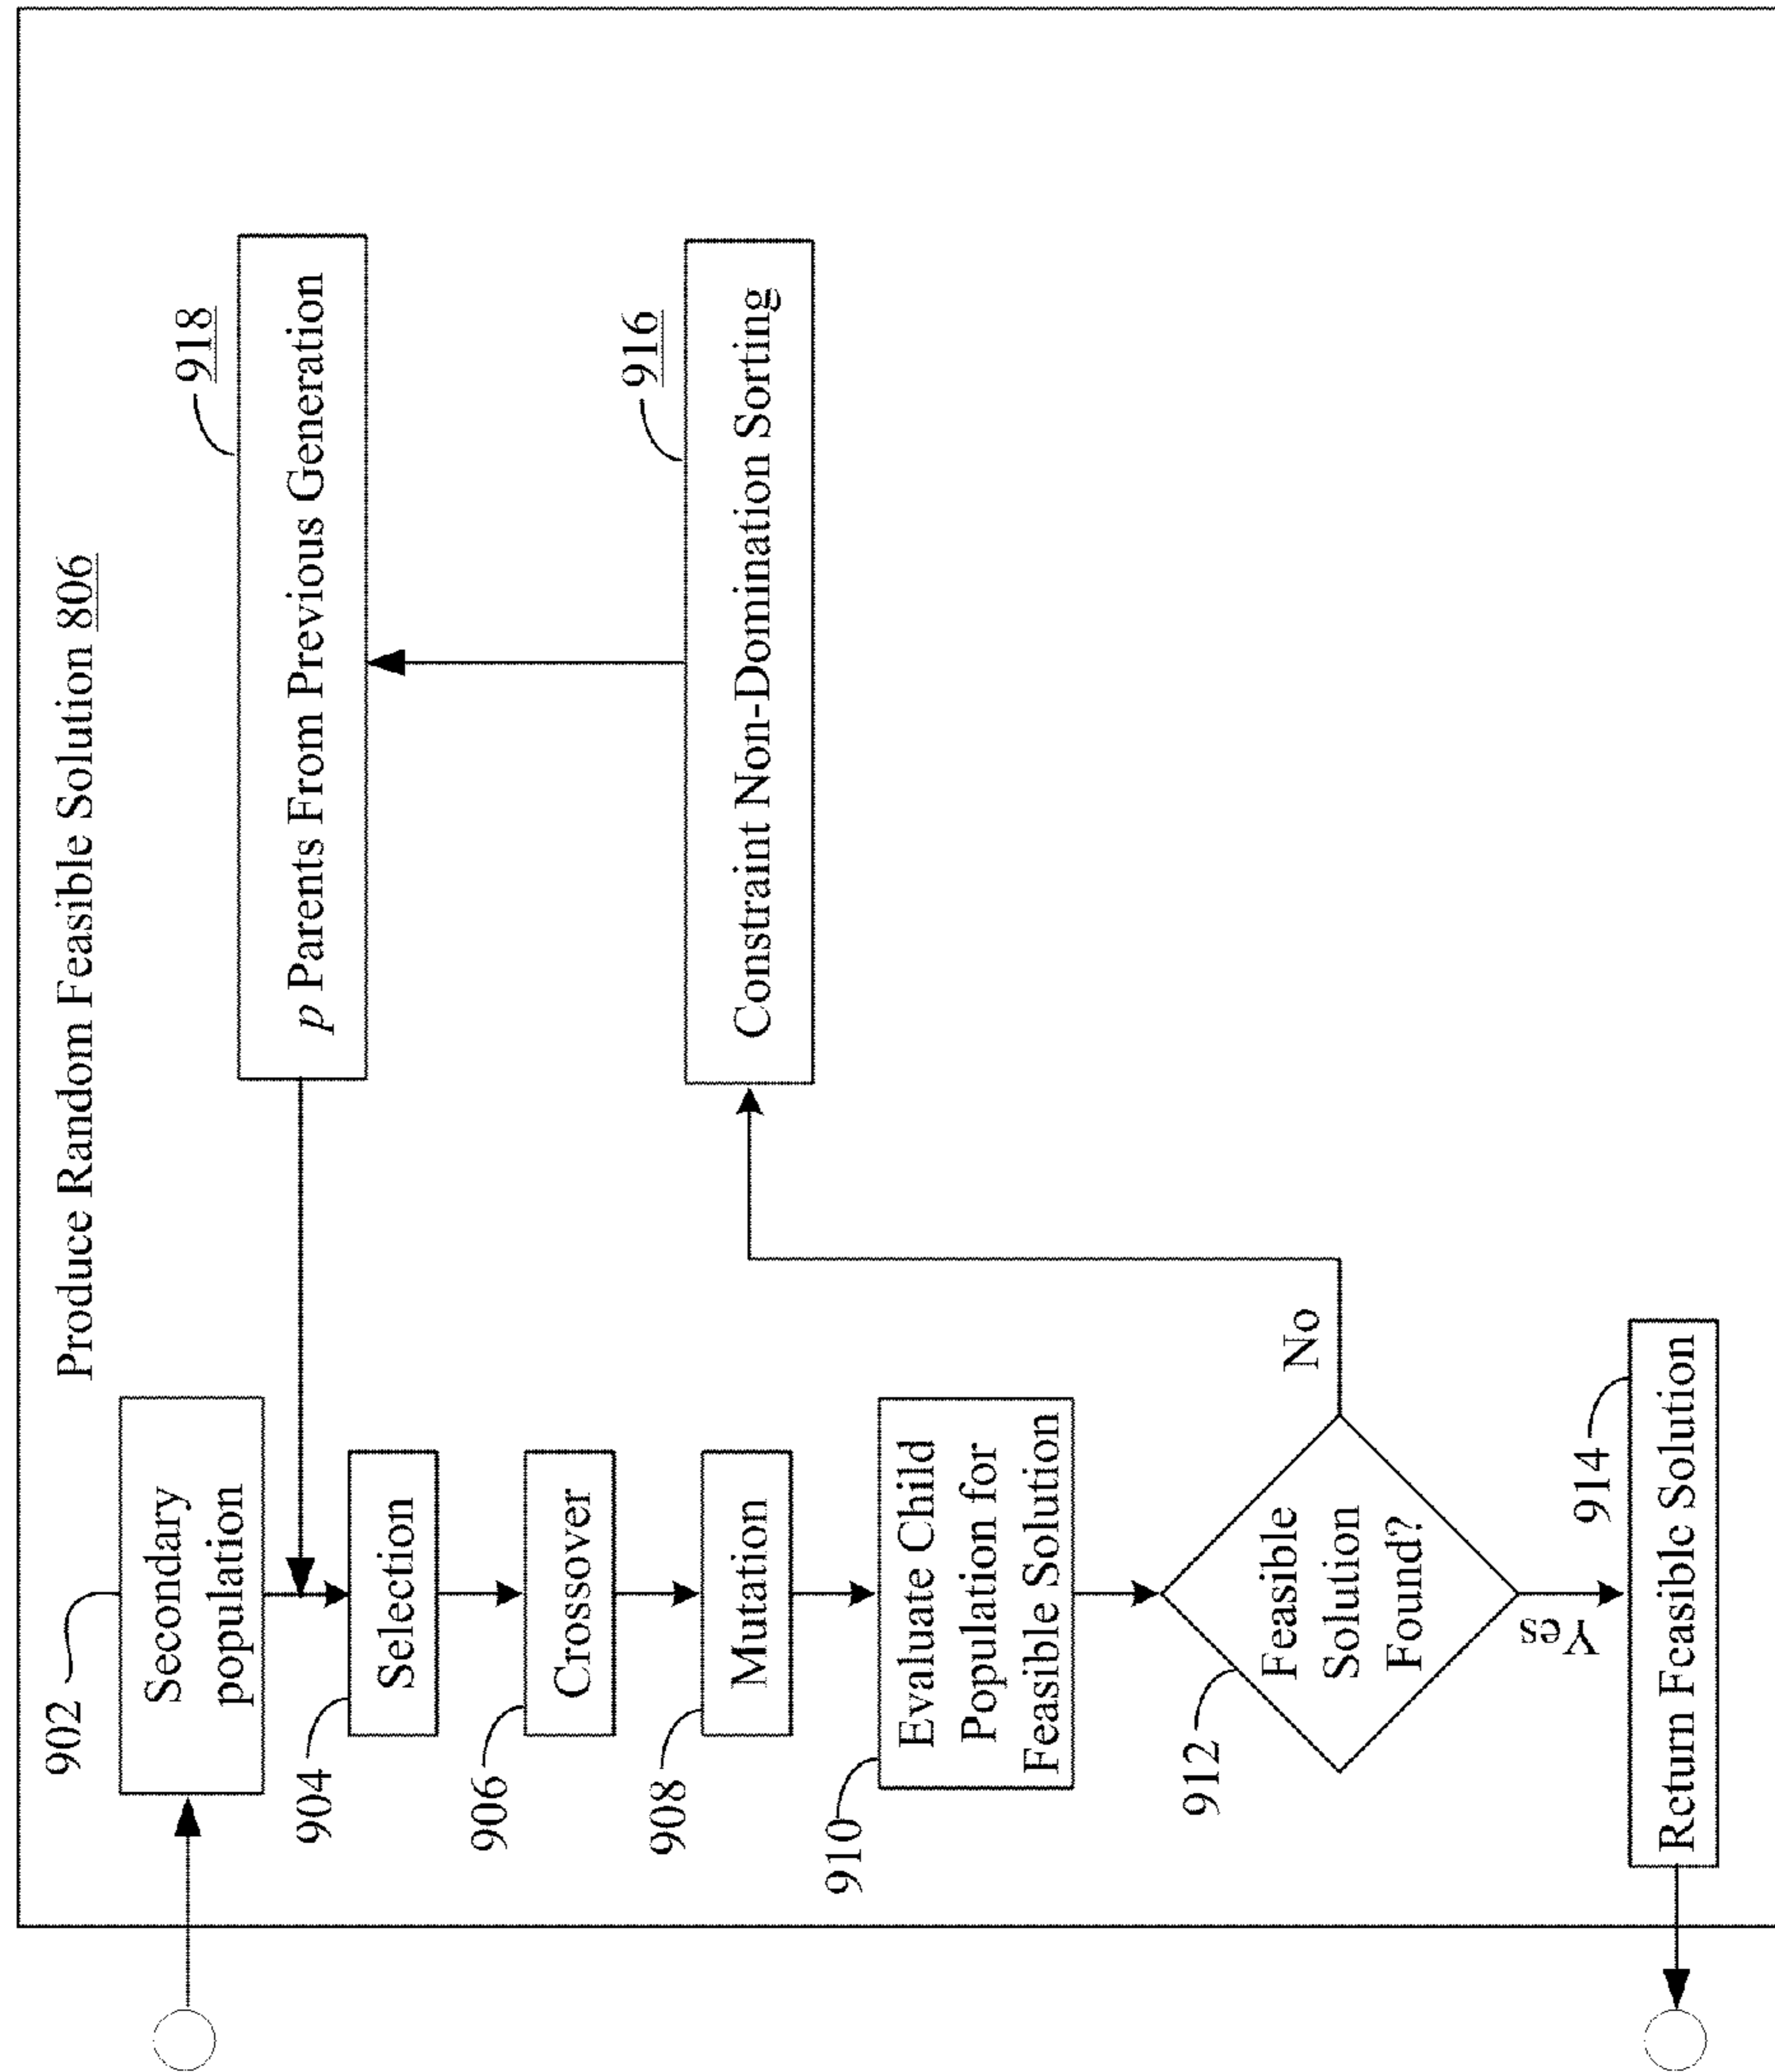 Produce Random Feasible Solution 806
902
Secondary
population
904
Selection
906
Crossover
908
Mutation
910
Evaluate Child
Population for
Feasible Solution
912
Feasible
Solution
Found?
No
Yes
914
Return Feasible Solution
918
p Parents From Previous Generation
916
Constraint Non-Domination Sorting